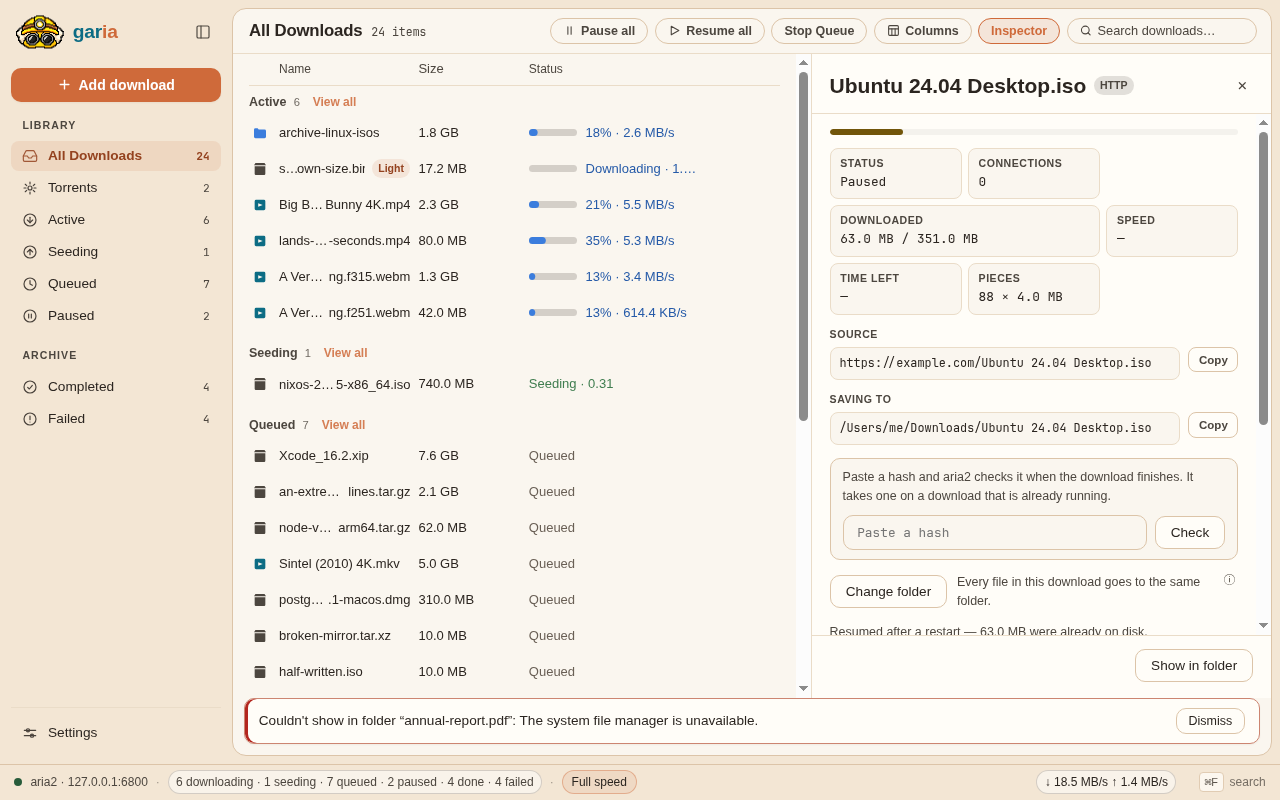 garia
Add download
LIBRARY
All Downloads 24
Torrents 2
Active 6
Seeding 1
Queued 7
Paused 2
ARCHIVE
Completed 4
Failed 4
Settings
All Downloads 24 items
Pause all
Resume all
Stop Queue
Columns
Inspector
Search downloads…
Name Size Status
Active 6 View all
archive-linux-isos 1.8 GB 18% · 2.6 MB/s
s…own-size.bin Light 17.2 MB Downloading · 1.…
Big B… Bunny 4K.mp4 2.3 GB 21% · 5.5 MB/s
lands-… -seconds.mp4 80.0 MB 35% · 5.3 MB/s
A Ver… ng.f315.webm 1.3 GB 13% · 3.4 MB/s
A Ver… ng.f251.webm 42.0 MB 13% · 614.4 KB/s
Seeding 1 View all
nixos-2… 5-x86_64.iso 740.0 MB Seeding · 0.31
Queued 7 View all
Xcode_16.2.xip 7.6 GB Queued
an-extre… lines.tar.gz 2.1 GB Queued
node-v… arm64.tar.gz 62.0 MB Queued
Sintel (2010) 4K.mkv 5.0 GB Queued
postg… .1-macos.dmg 310.0 MB Queued
broken-mirror.tar.xz 10.0 MB Queued
half-written.iso 10.0 MB Queued
Ubuntu 24.04 Desktop.iso HTTP
STATUS
Paused
CONNECTIONS
0
DOWNLOADED
63.0 MB / 351.0 MB
SPEED
—
TIME LEFT
—
PIECES
88 × 4.0 MB
SOURCE
https://example.com/Ubuntu 24.04 Desktop.iso Copy
SAVING TO
/Users/me/Downloads/Ubuntu 24.04 Desktop.iso Copy
Paste a hash and aria2 checks it when the download finishes. It
takes one on a download that is already running.
Paste a hash Check
Change folder
Every file in this download goes to the same
folder.
Resumed after a restart — 63.0 MB were already on disk.
Show in folder
Couldn't show in folder “annual-report.pdf”: The system file manager is unavailable. Dismiss
aria2 · 127.0.0.1:6800 · 6 downloading · 1 seeding · 7 queued · 2 paused · 4 done · 4 failed · Full speed ↓ 18.5 MB/s ↑ 1.4 MB/s ⌘F search